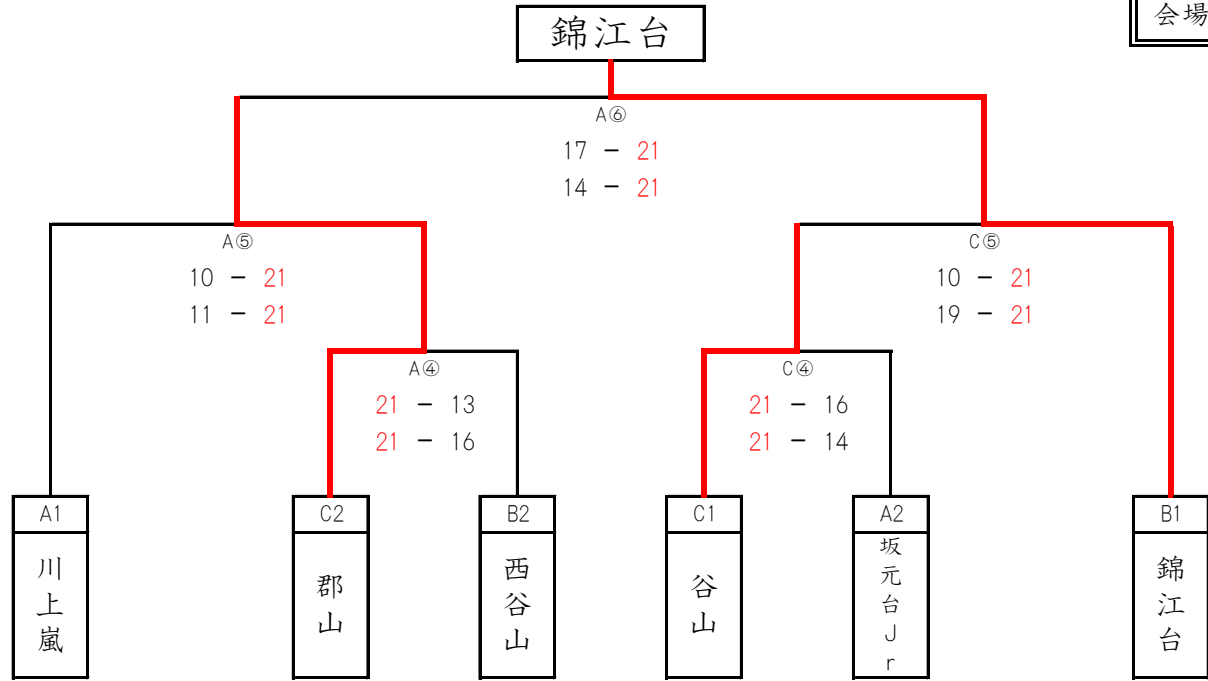 錦江台
会場
A⑥
17 － 21
14 － 21
A⑤
10 － 21
11 － 21
C⑤
10 － 21
19 － 21
A④
21 － 13
21 － 16
C④
21 － 16
21 － 14
A1
川上嵐
C2
郡山
B2
西谷山
C1
谷山
A2
坂元台Jr
B1
錦江台